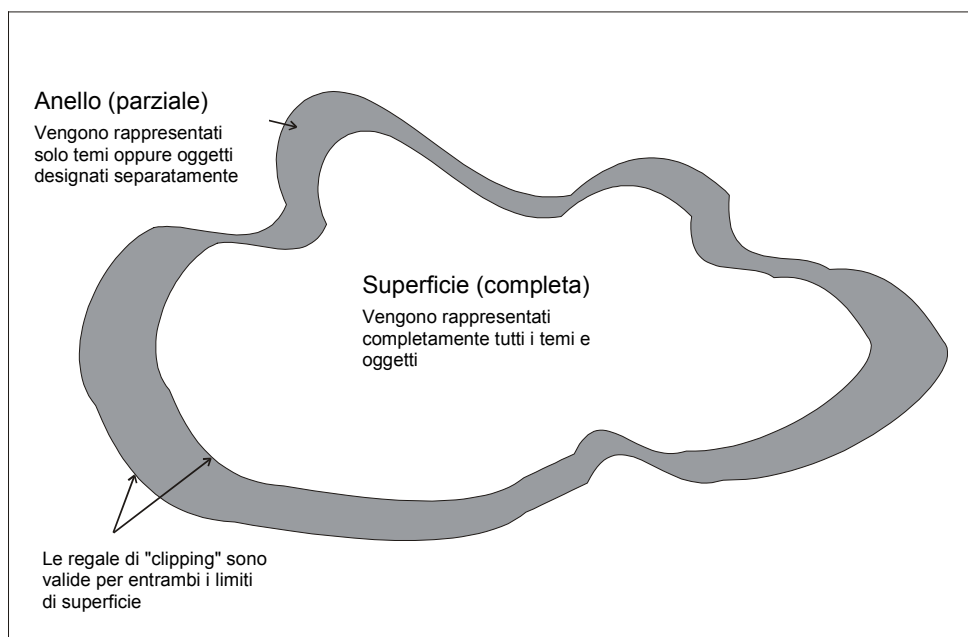 Anello (parziale)
Vengono rappresentati
solo temi oppure oggetti
designati separatamente
Superficie (completa)
Vengono rappresentati
completamente tutti i temi e
oggetti
Le regale di "clipping" sono
valide per entrambi i limiti
di superficie